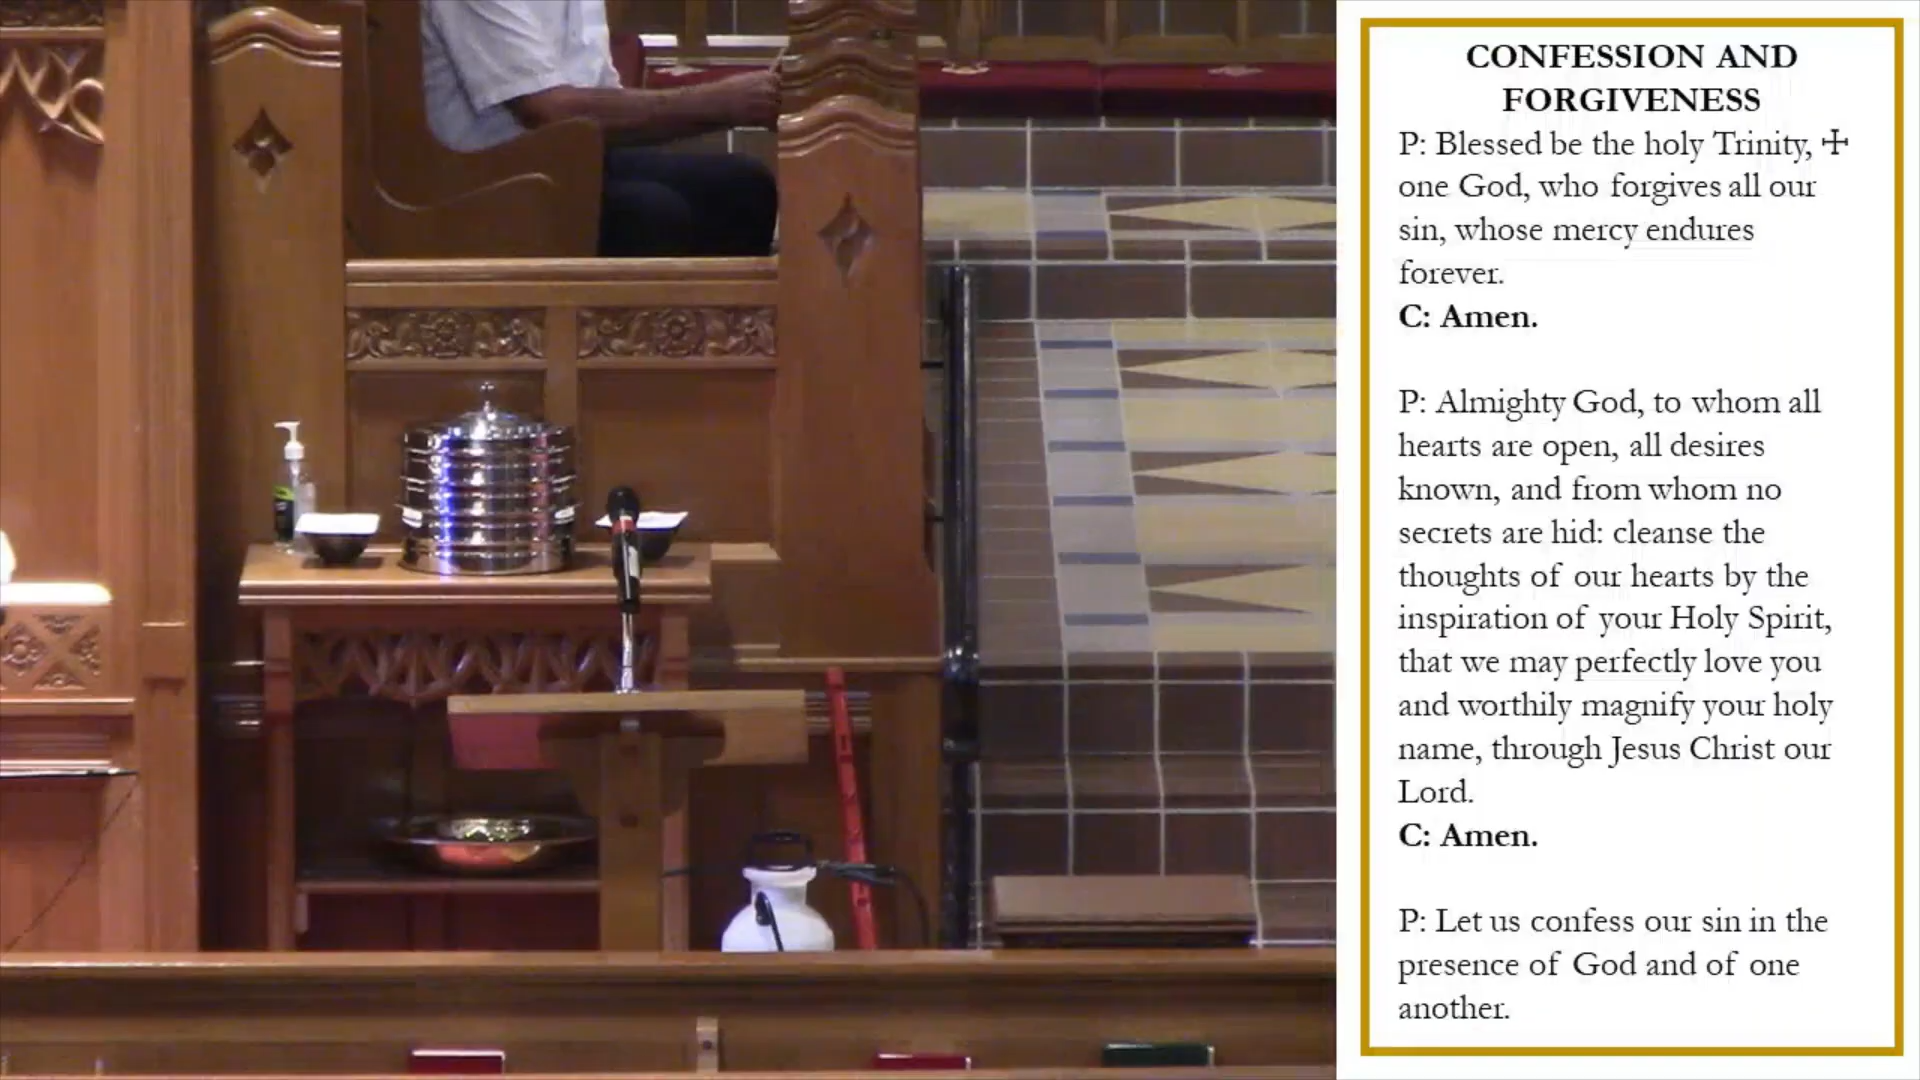 CONFESSION AND
FORGIVENESS
P: Blessed be the holy Trinity, ☩
one God, who forgives all our
sin, whose mercy endures
forever.
C: Amen.
P: Almighty God, to whom all
hearts are open, all desires
known, and from whom no
secrets are hid: cleanse the
thoughts of our hearts by the
inspiration of your Holy Spirit,
that we may perfectly love you
and worthily magnify your holy
name, through Jesus Christ our
Lord.
C: Amen.
P: Let us confess our sin in the
presence of God and of one
another.